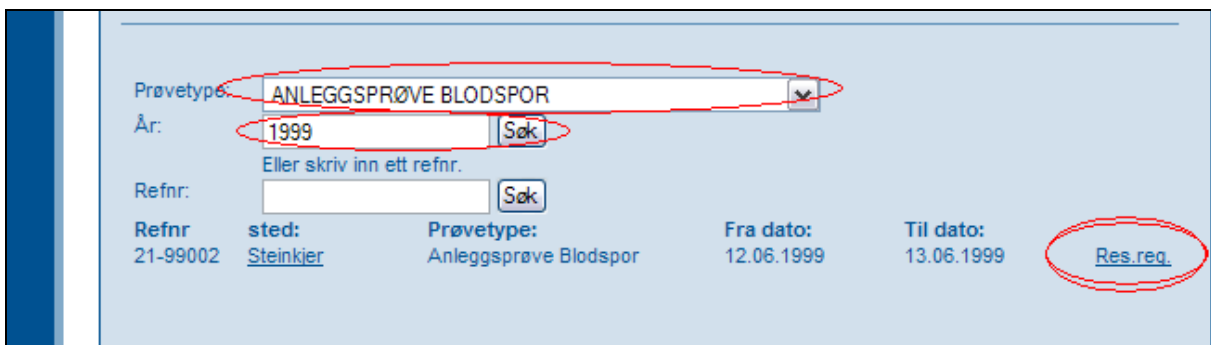 Prøvetype: ANLEGGSPRØVE BLODSPOR
År: 1999 Søk
Eller skriv inn ett refnr.
Refnr: Søk
Refnr sted: Prøvetype: Fra dato: Til dato:
21-99002 Steinkjer Anleggsprøve Blodspor 12.06.1999 13.06.1999 Res.reg.